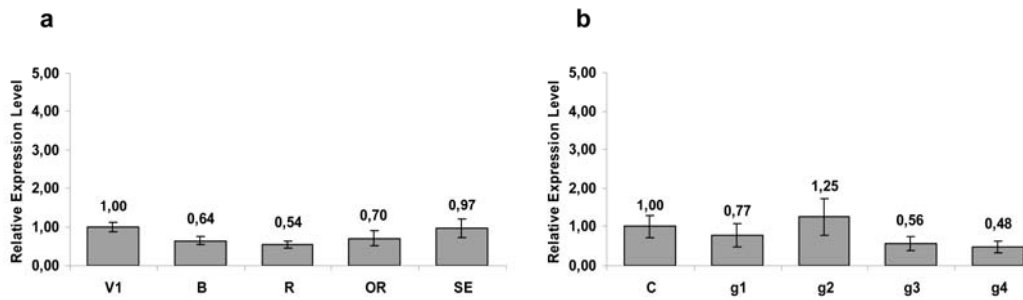 a
Relative Expression Level
5,00
4,00
3,00
2,00
1,00
0,00
1,00 0,64 0,54 0,70 0,97
V1 B R OR SE
b
Relative Expression Level
5,00
4,00
3,00
2,00
1,00
0,00
1,00 0,77 1,25 0,56 0,48
C g1 g2 g3 g4